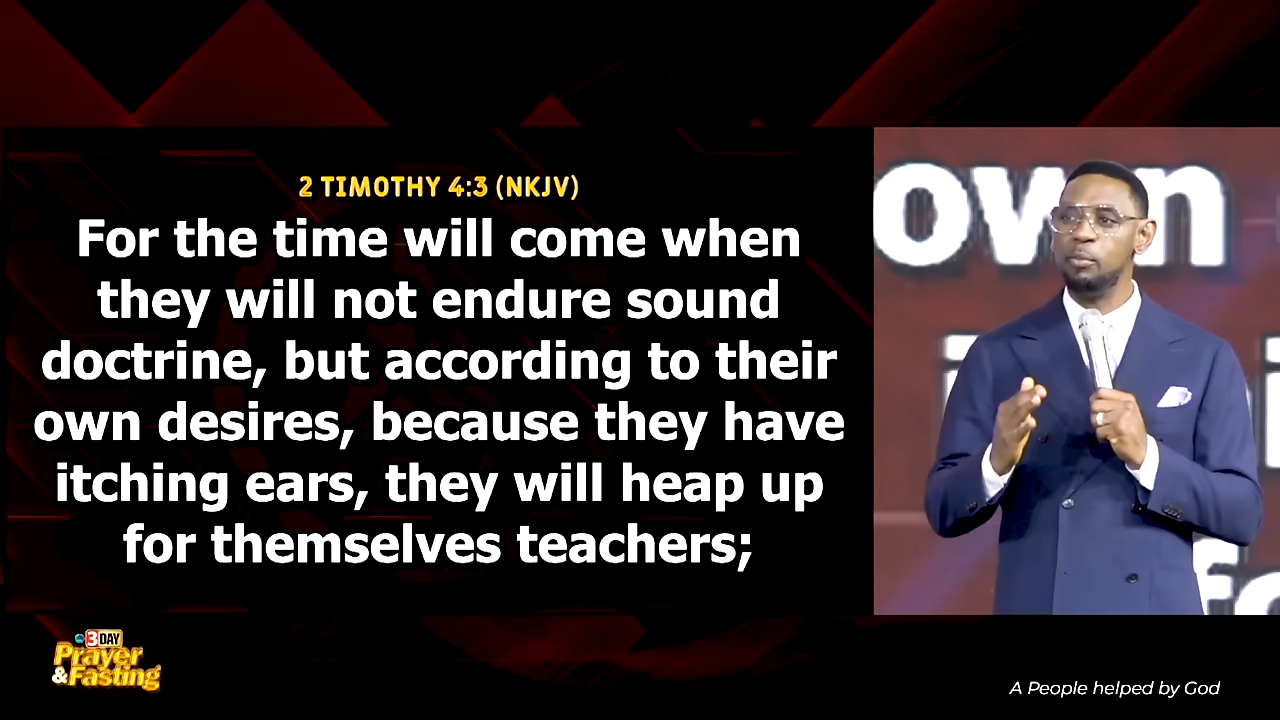 2 TIMOTHY 4:3 (NKJV)
For the time will come when
they will not endure sound
doctrine, but according to their
own desires, because they have
itching ears, they will heap up
for themselves teachers;
own
3 DAY
Prayer
& Fasting
A People helped by God